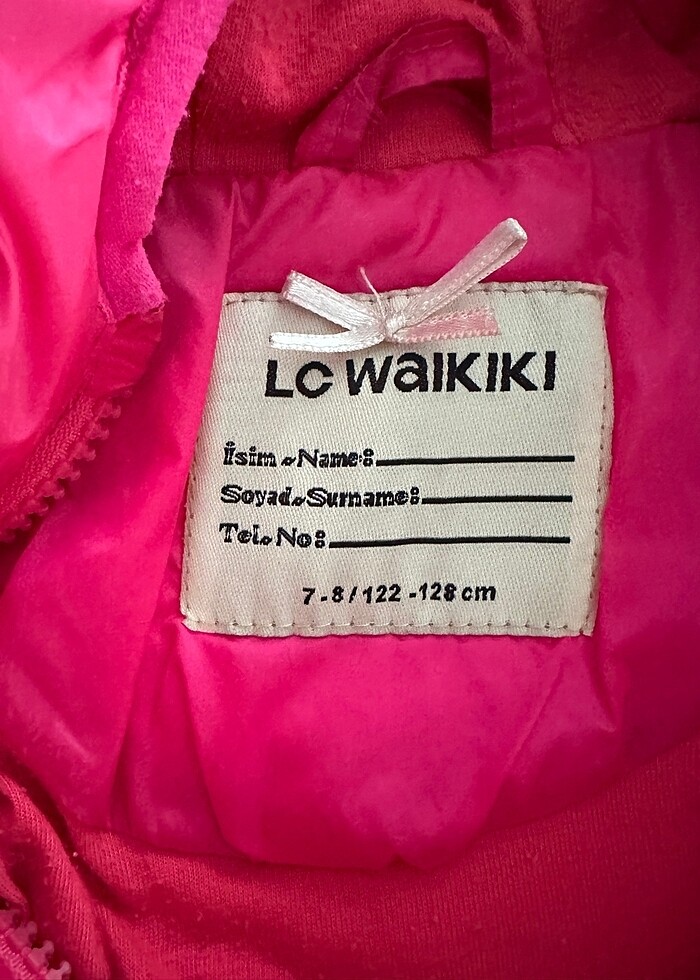 LC WAIKIKI
İsim - Name:
Soyad - Surname:
Tel. No:
7-8 / 122 -128 cm